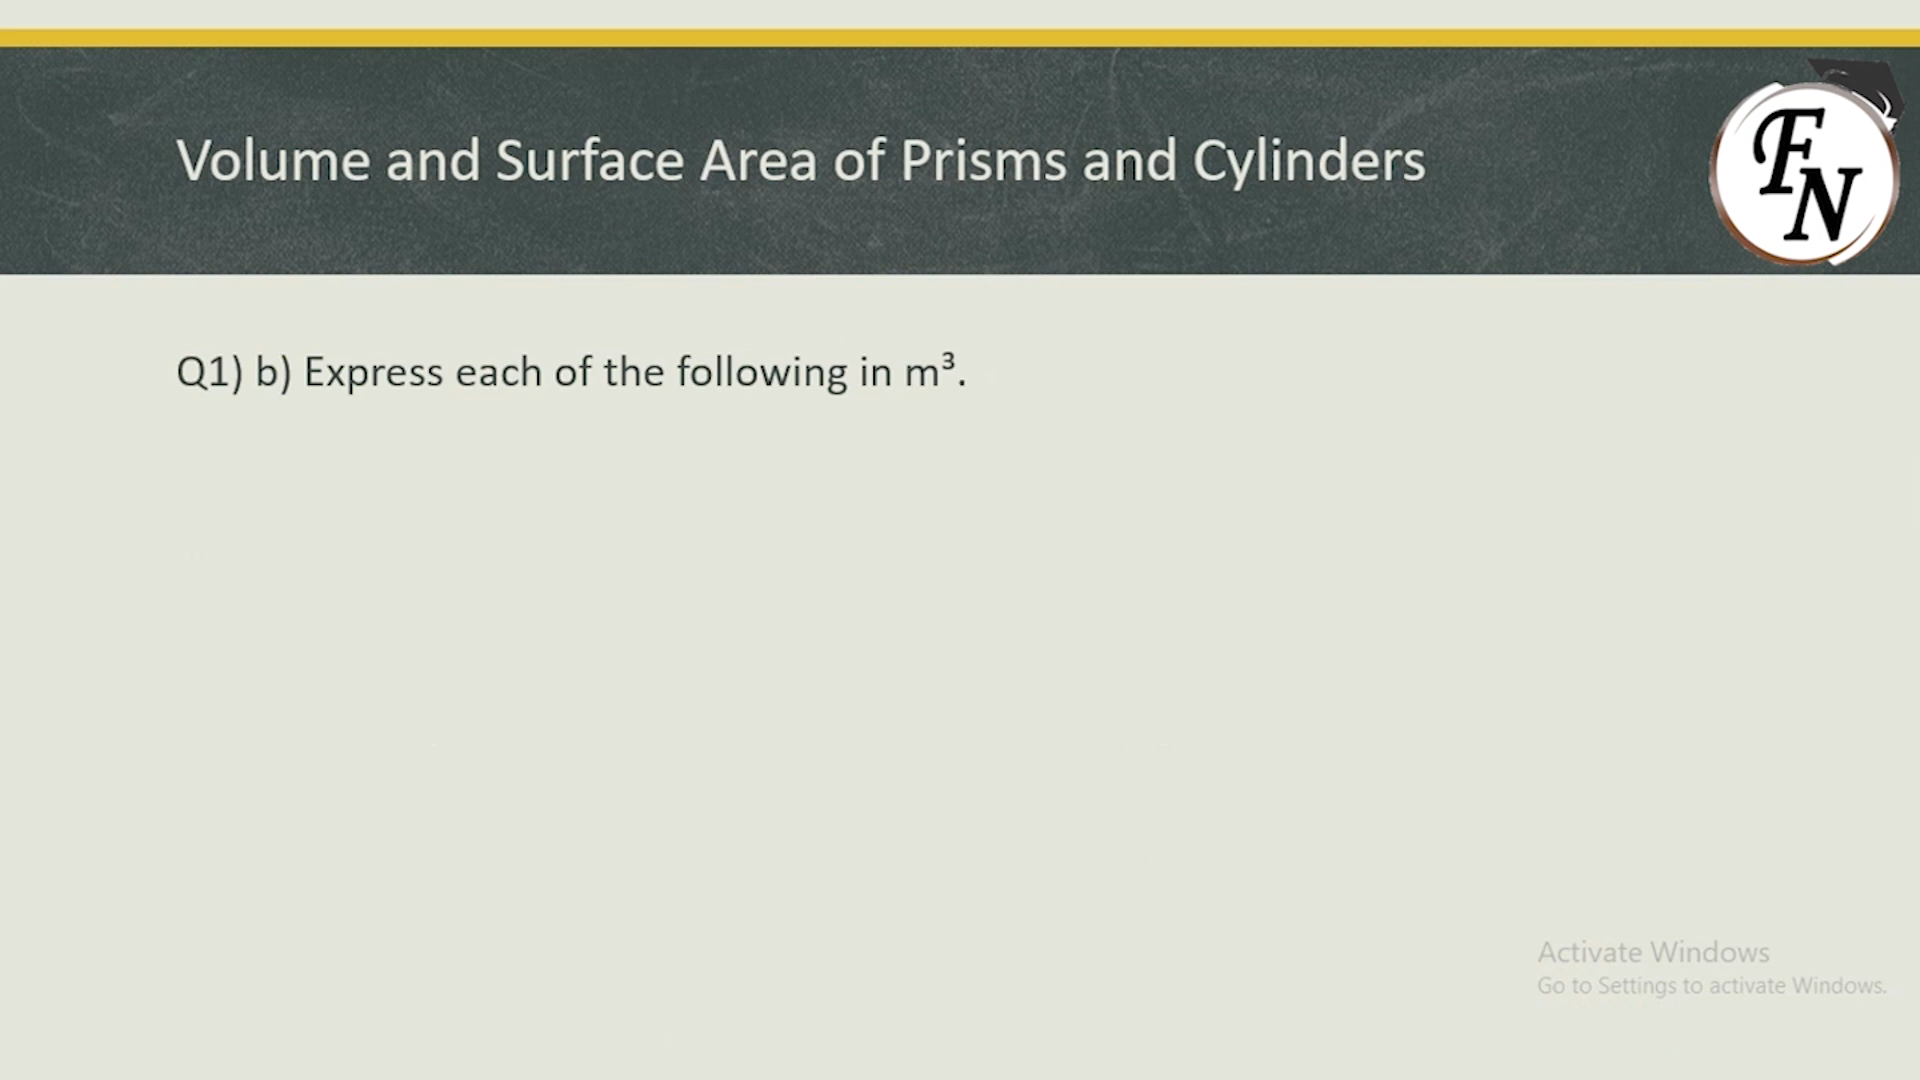 Volume and Surface Area of Prisms and Cylinders
FN
Q1) b) Express each of the following in m³.
Activate Windows
Go to Settings to activate Windows.